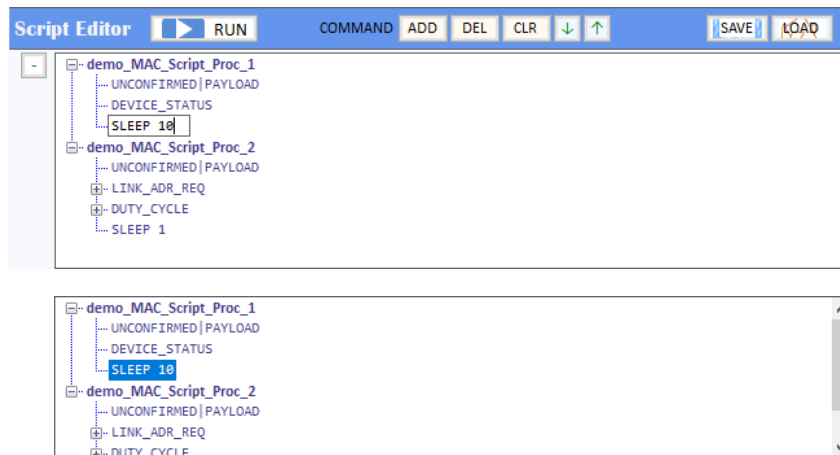 Script Editor RUN COMMAND ADD DEL CLR ↓ ↑ SAVE LOAD
- demo_MAC_Script_Proc_1
UNCONFIRMED|PAYLOAD
DEVICE_STATUS
SLEEP 10
demo_MAC_Script_Proc_2
UNCONFIRMED|PAYLOAD
LINK_ADR_REQ
DUTY_CYCLE
SLEEP 1
demo_MAC_Script_Proc_1
UNCONFIRMED|PAYLOAD
DEVICE_STATUS
SLEEP 10
demo_MAC_Script_Proc_2
UNCONFIRMED|PAYLOAD
LINK_ADR_REQ
DUTY_CYCLE